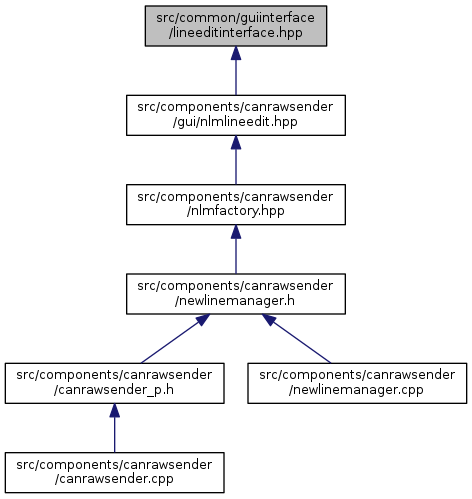 src/common/guiinterface
/lineeditinterface.hpp
src/components/canrawsender
/gui/nlmlineedit.hpp
src/components/canrawsender
/nlmfactory.hpp
src/components/canrawsender
/newlinemanager.h
src/components/canrawsender
/canrawsender_p.h
src/components/canrawsender
/newlinemanager.cpp
src/components/canrawsender
/canrawsender.cpp